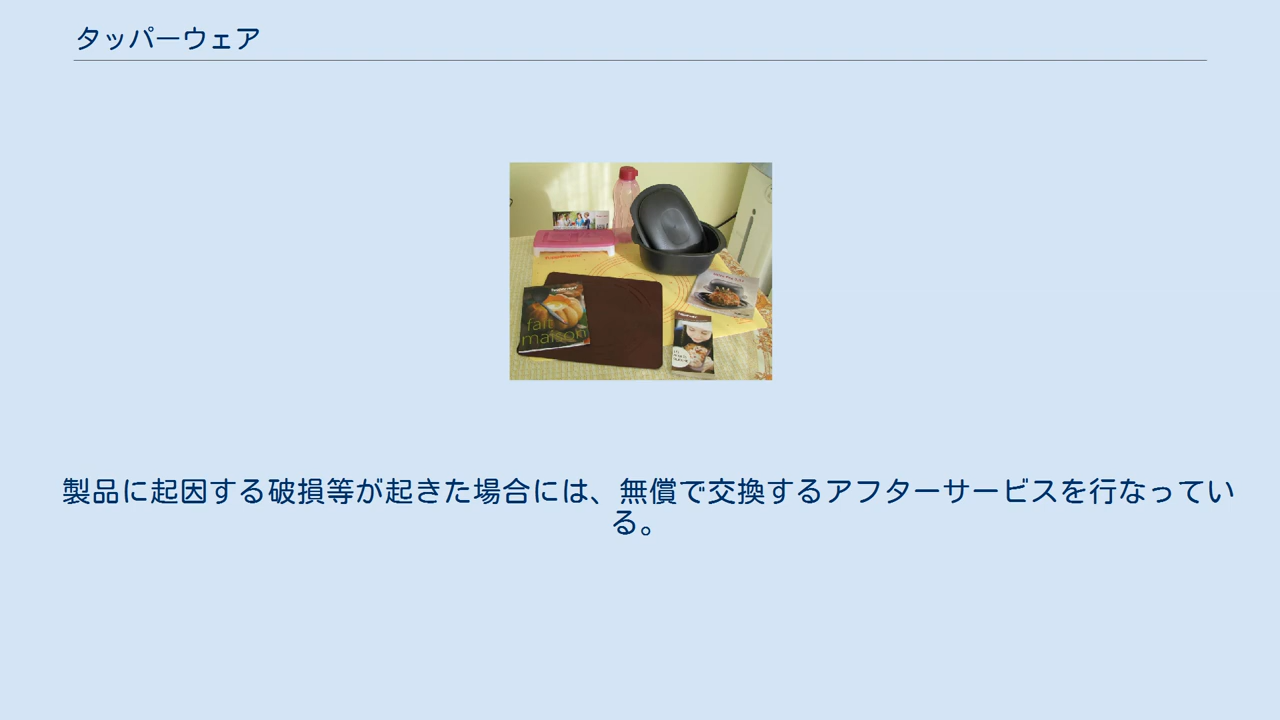 タッパーウェア
fait
maison
製品に起因する破損等が起きた場合には、無償で交換するアフターサービスを行なってい
る。